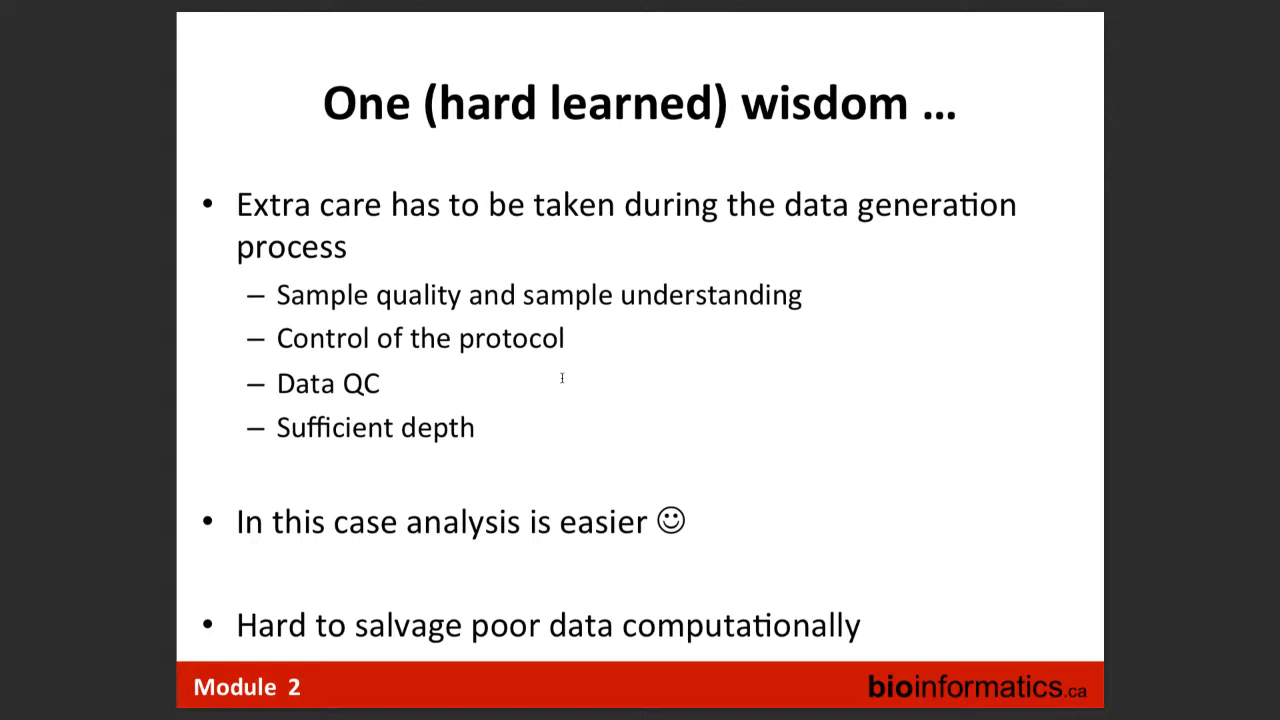 One (hard learned) wisdom ...
• Extra care has to be taken during the data generation
process
– Sample quality and sample understanding
– Control of the protocol
– Data QC
– Sufficient depth
• In this case analysis is easier ☺
• Hard to salvage poor data computationally
Module 2
bioinformatics.ca